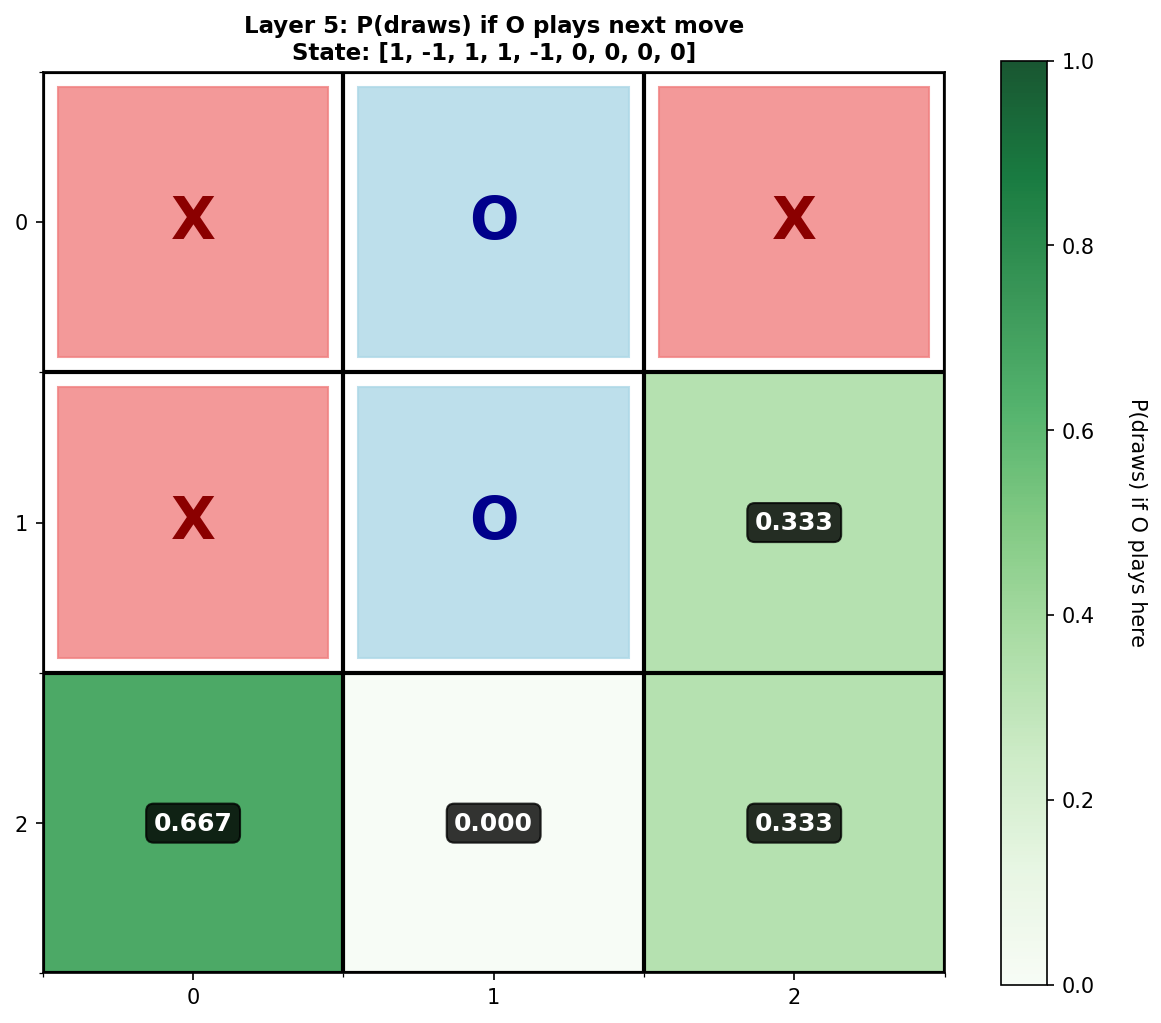 Layer 5: P(draws) if O plays next move
State: [1, -1, 1, 1, -1, 0, 0, 0, 0]
X
O
X
X
O
0.333
0.667
0.000
0.333
0
1
2
0
1
2
1.0
0.8
0.6
0.4
0.2
0.0
P(draws) if O plays here